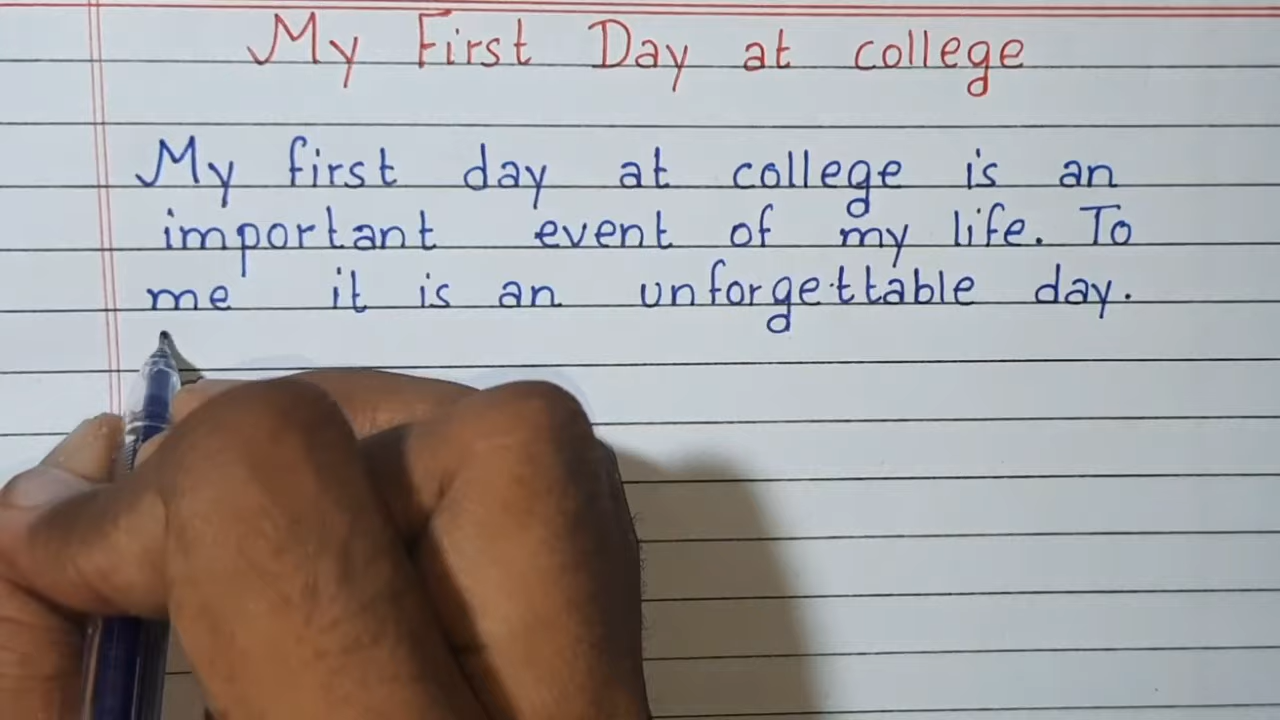 My First Day at college
My first day at college is an
important event of my life. To
me it is an unforgettable day.